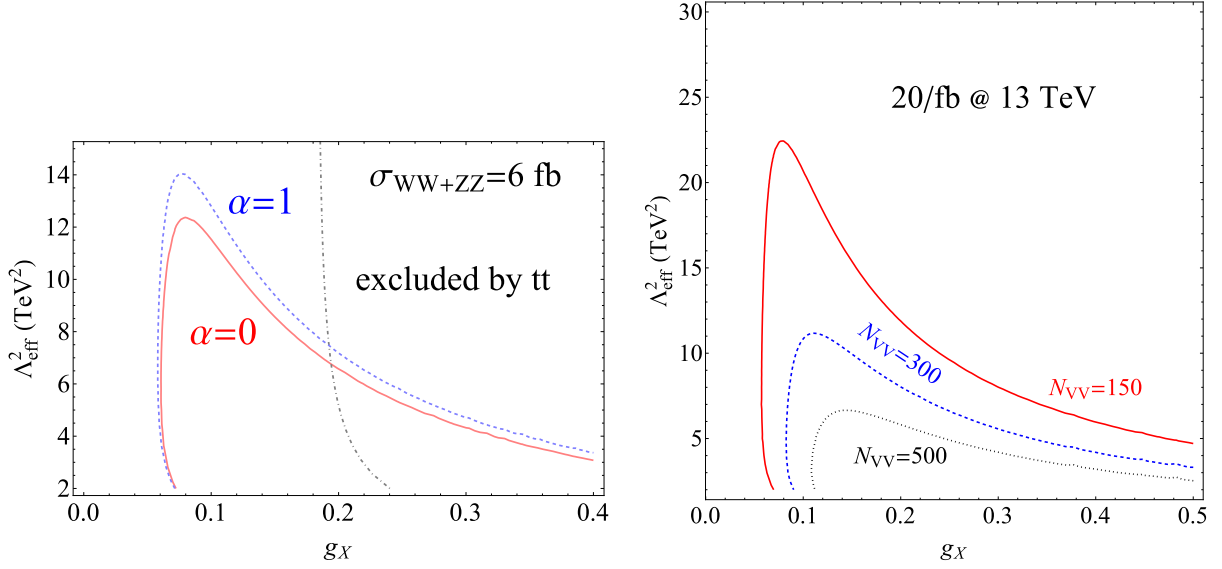 σWW+ZZ=6 fb
α=1
excluded by tt
α=0
Λ²eff (TeV²)
14
12
10
8
6
4
2
0.0 0.1 0.2 0.3 0.4
gX
20/fb @ 13 TeV
NVV=300
NVV=150
NVV=500
Λ²eff (TeV²)
30
25
20
15
10
5
0.0 0.1 0.2 0.3 0.4 0.5
gX